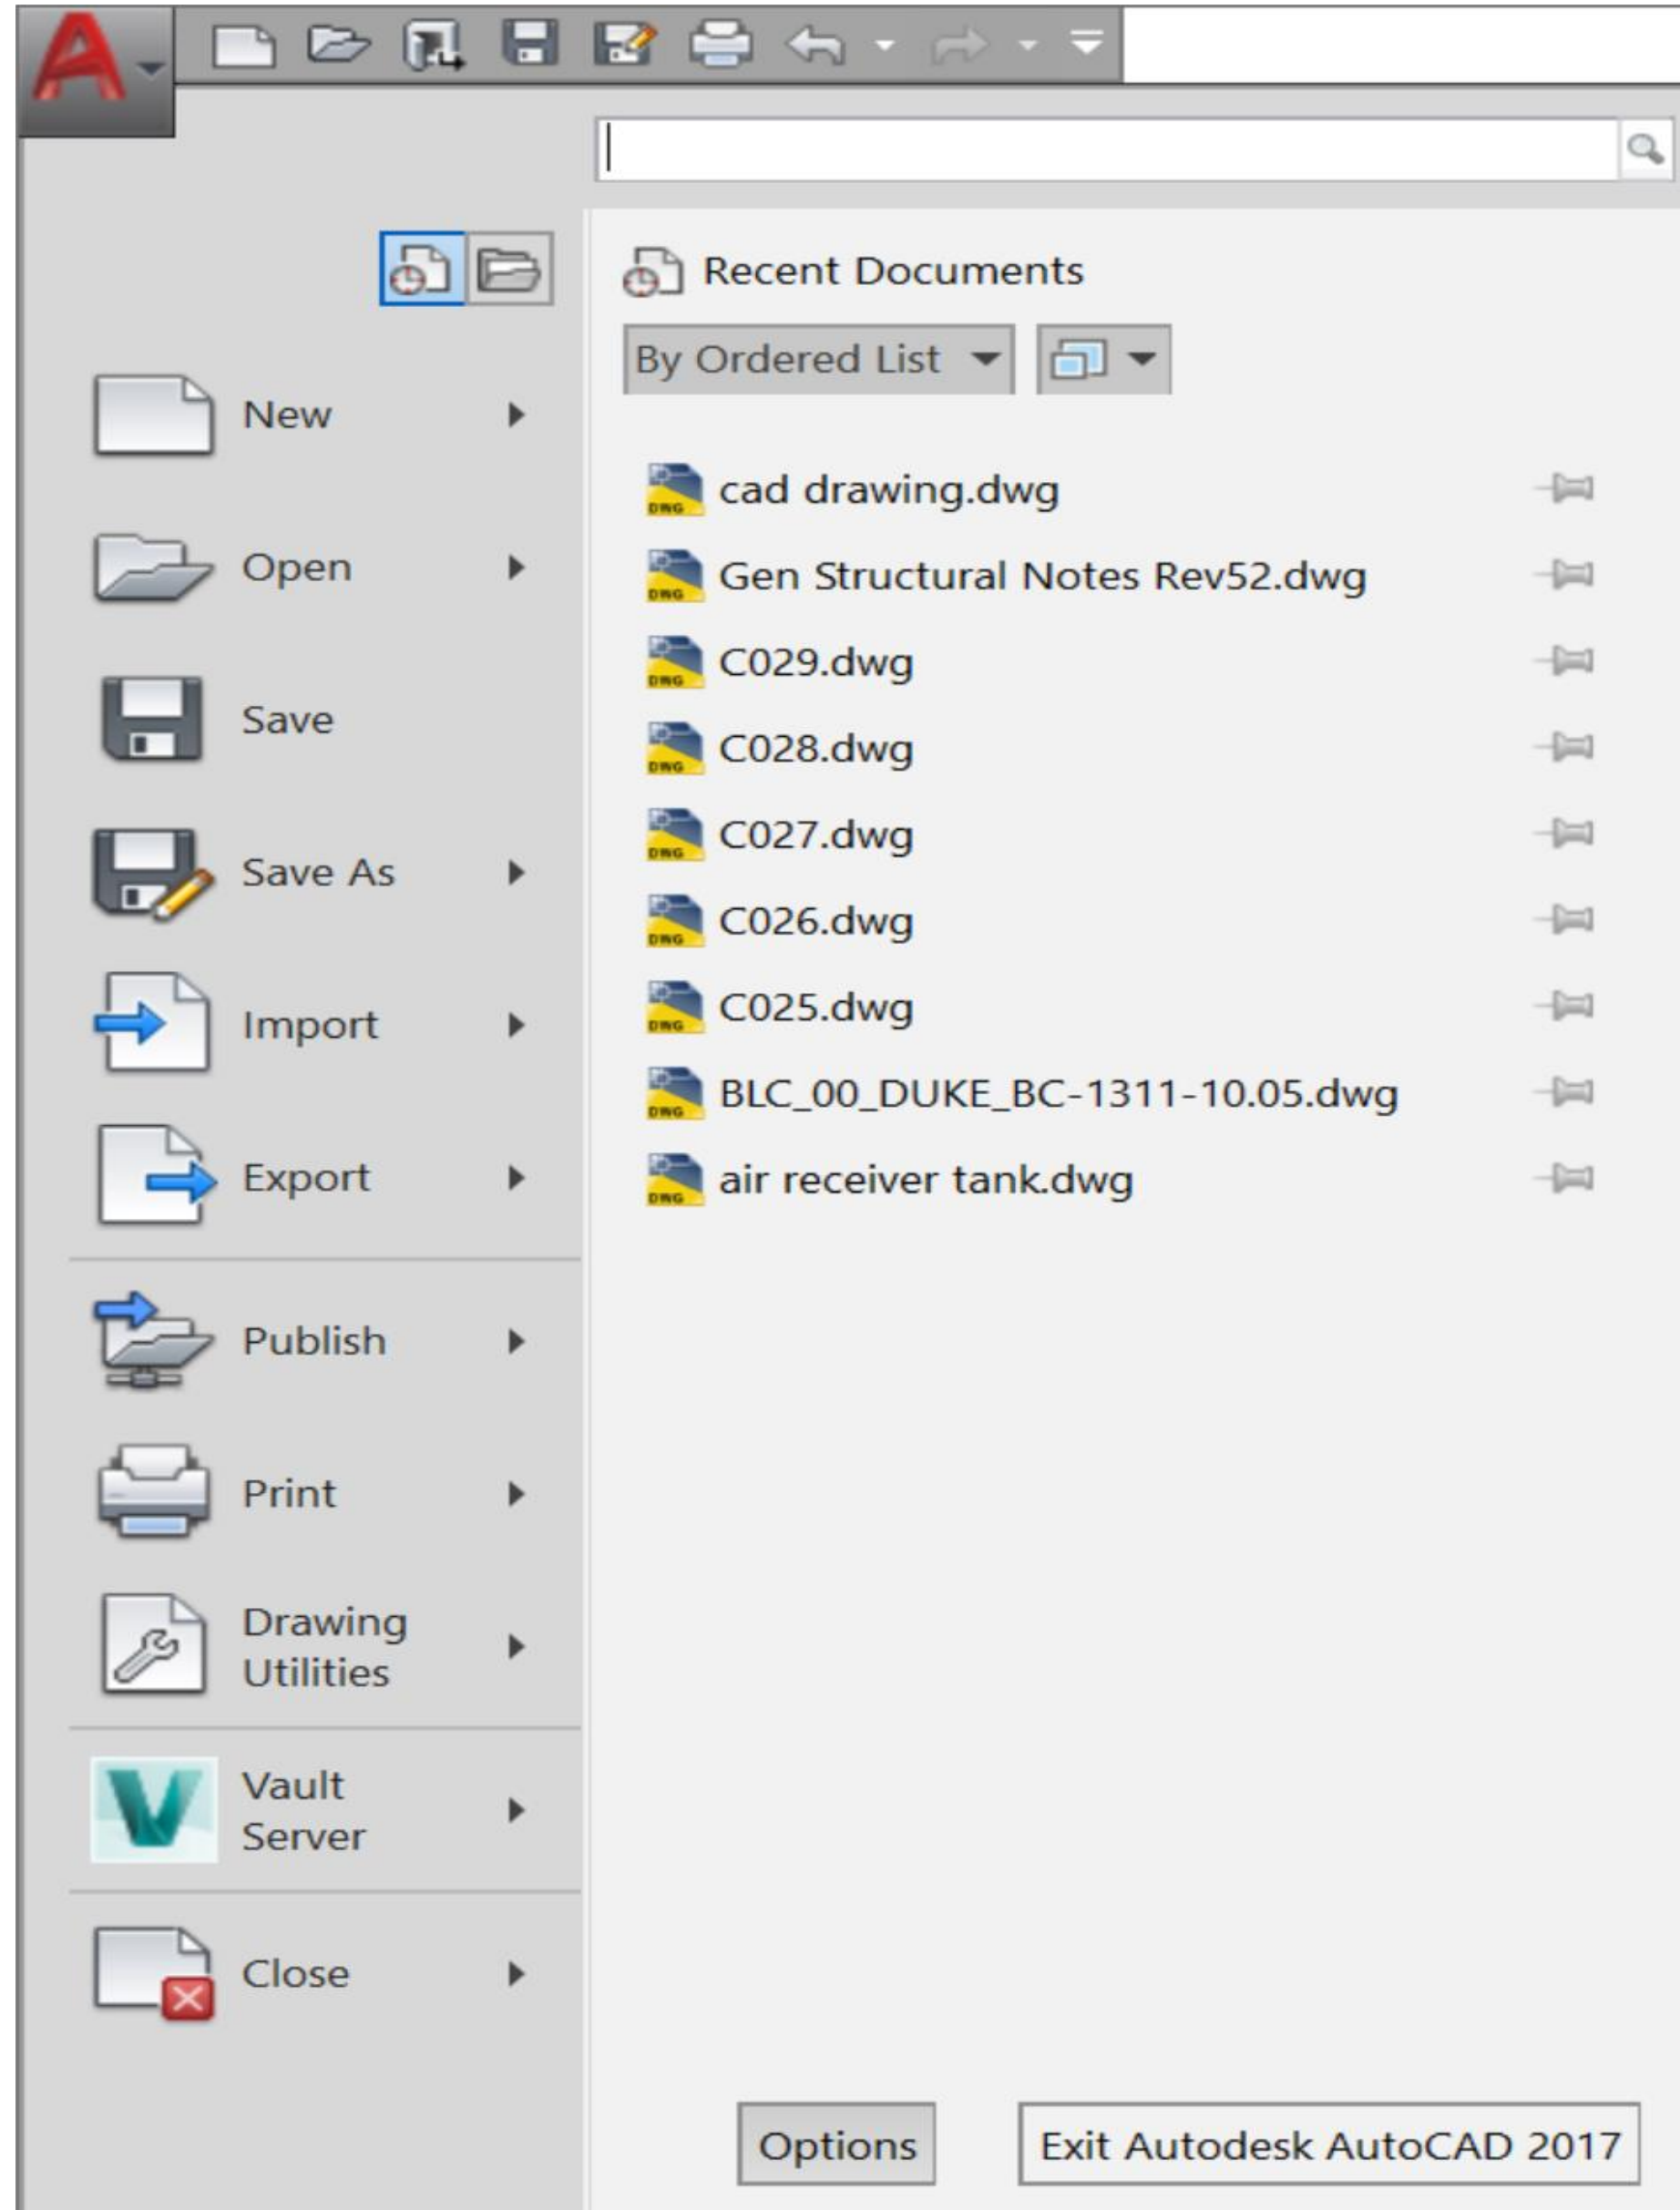 Recent Documents
By Ordered List
New
Open
Save
Save As
Import
Export
Publish
Print
Drawing
Utilities
Vault
Server
Close
cad drawing.dwg
Gen Structural Notes Rev52.dwg
C029.dwg
C028.dwg
C027.dwg
C026.dwg
C025.dwg
BLC_00_DUKE_BC-1311-10.05.dwg
air receiver tank.dwg
Options
Exit Autodesk AutoCAD 2017